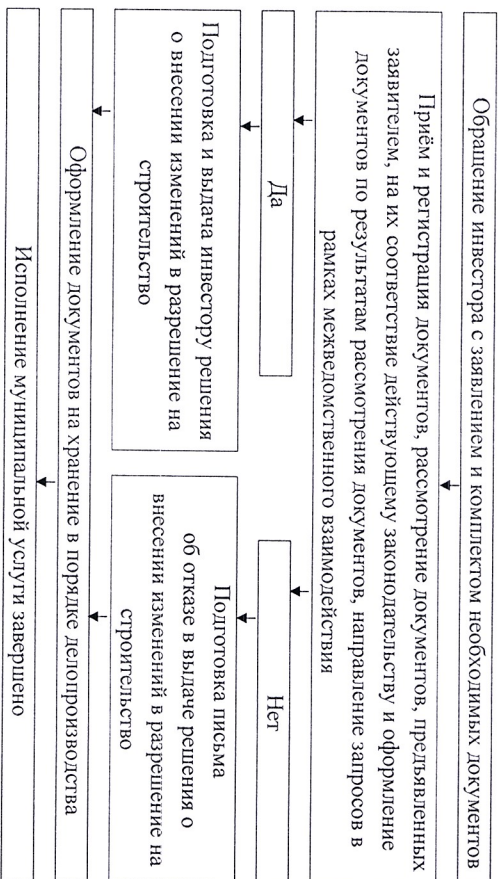 Обращение инвестора с заявлением и комплектом необходимых документов
Приём и регистрация документов, рассмотрение документов, предъявленных
заявителем, на их соответствие действующему законодательству и оформление
документов по результатам рассмотрения документов, направление запросов в
рамках межведомственного взаимодействия
Да
Нет
Подготовка и выдача инвестору решения
о внесении изменений в разрешение на
строительство
Подготовка письма
об отказе в выдаче решения о
внесении изменений в разрешение на
строительство
Оформление документов на хранение в порядке делопроизводства
Исполнение муниципальной услуги завершено